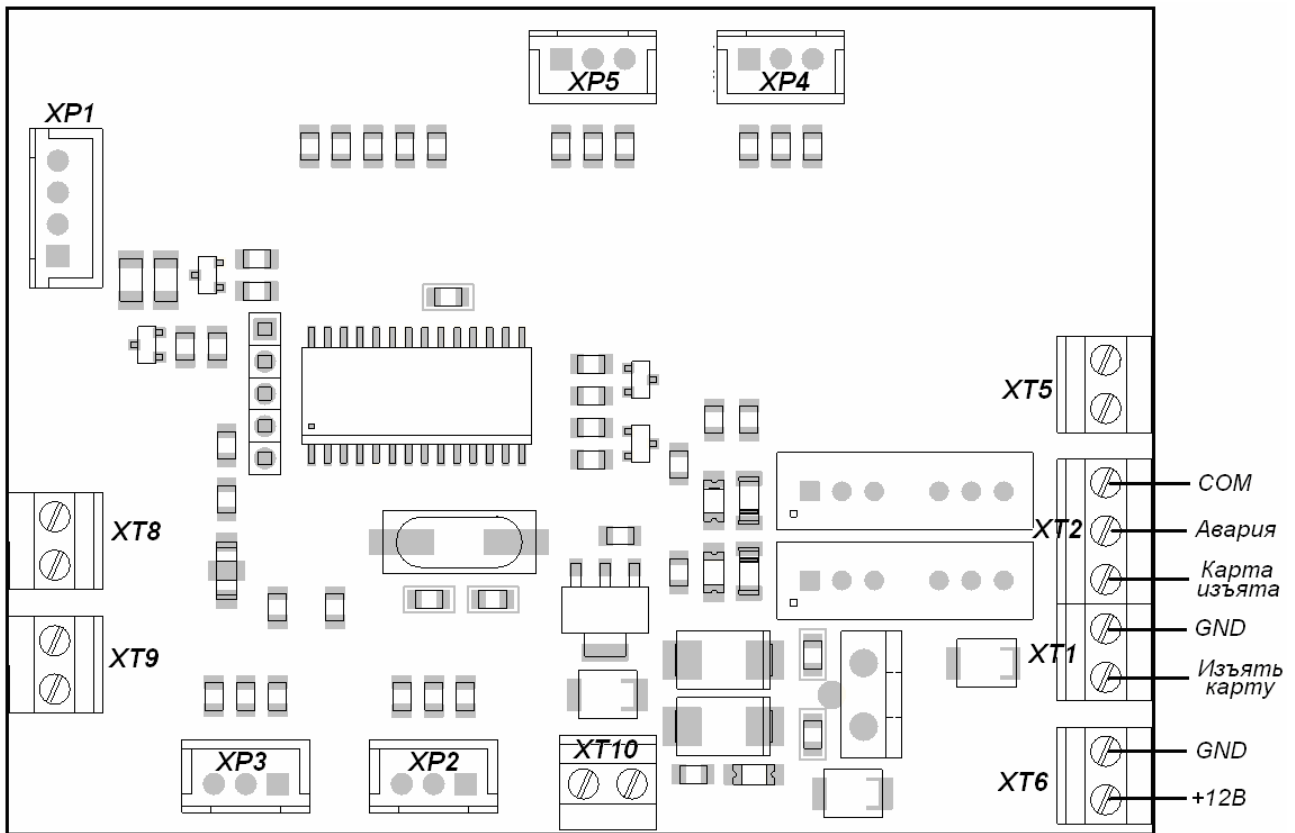 XP5
XP4
XP1
XT5
COM
XT8
XT2
Авария
Карта
изъята
GND
XT9
XT1
Изъять
карту
XP3
XP2
XT10
GND
XT6
+12В